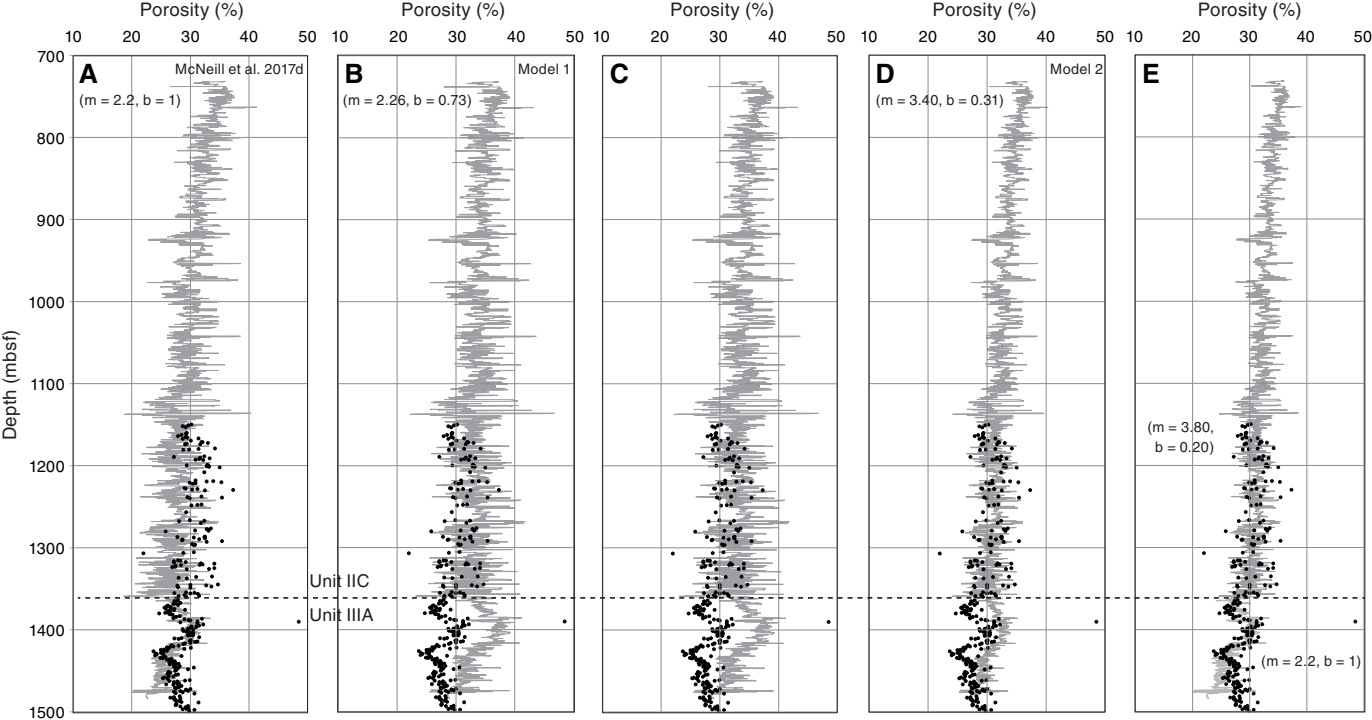 Porosity (%) Porosity (%) Porosity (%) Porosity (%) Porosity (%)
10 20 30 40 50 10 20 30 40 50 10 20 30 40 50 10 20 30 40 50 10 20 30 40 50
700
A McNeill et al. 2017d B Model 1 C D Model 2 E
(m = 2.2, b = 1) (m = 2.26, b = 0.73) (m = 3.40, b = 0.31)
800
900
1000
Depth (mbsf)
1100
(m = 3.80,
b = 0.20)
1200
1300
Unit IIC
Unit IIIA
1400
(m = 2.2, b = 1)
1500